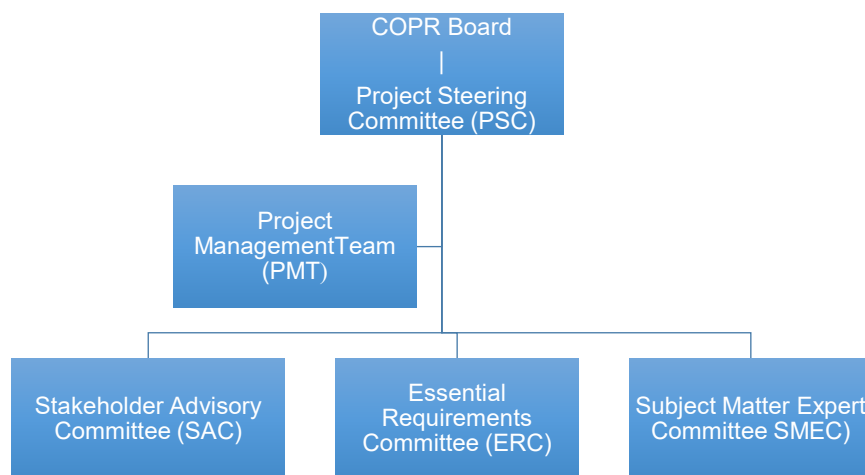 COPR Board
|
Project Steering
Committee (PSC)
Project
ManagementTeam
(PMT)
Stakeholder Advisory
Committee (SAC)
Essential
Requirements
Committee (ERC)
Subject Matter Expert
Committee SMEC)